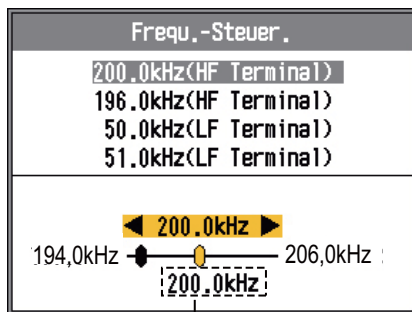 Frequ.-Steuer.
200.0kHz(HF Terminal)
196.0kHz(HF Terminal)
50.0kHz(LF Terminal)
51.0kHz(LF Terminal)
◀ 200.0kHz ▶
194,0kHz 206,0kHz
200.0kHz